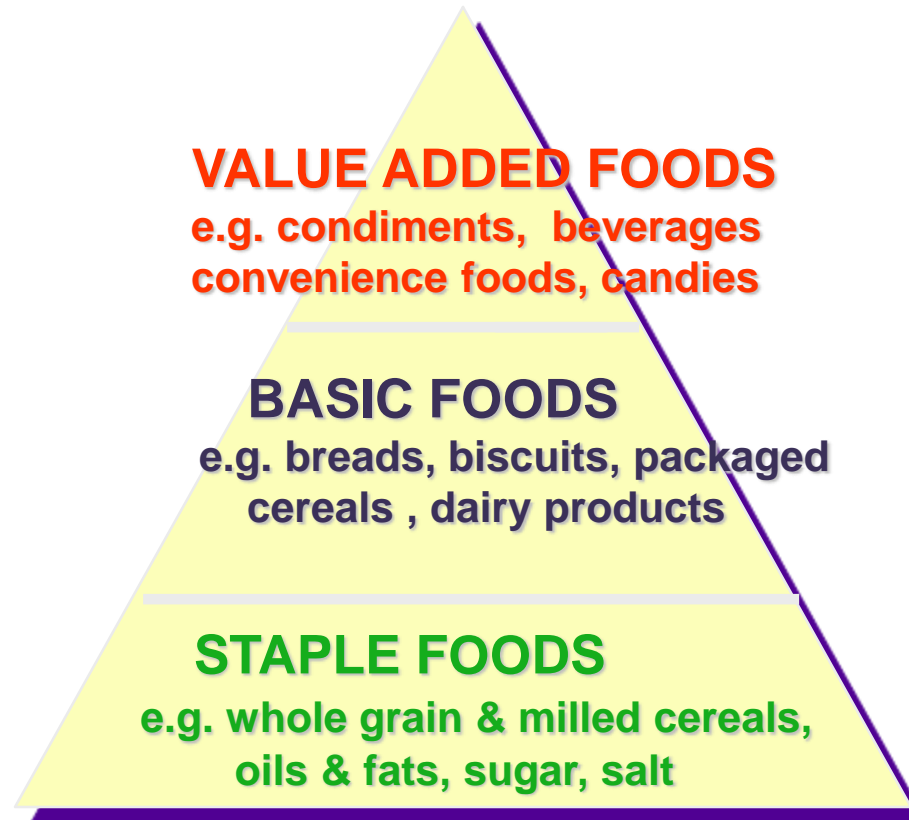 VALUE ADDED FOODS
e.g. condiments, beverages
convenience foods, candies
BASIC FOODS
e.g. breads, biscuits, packaged
cereals , dairy products
STAPLE FOODS
e.g. whole grain & milled cereals,
oils & fats, sugar, salt